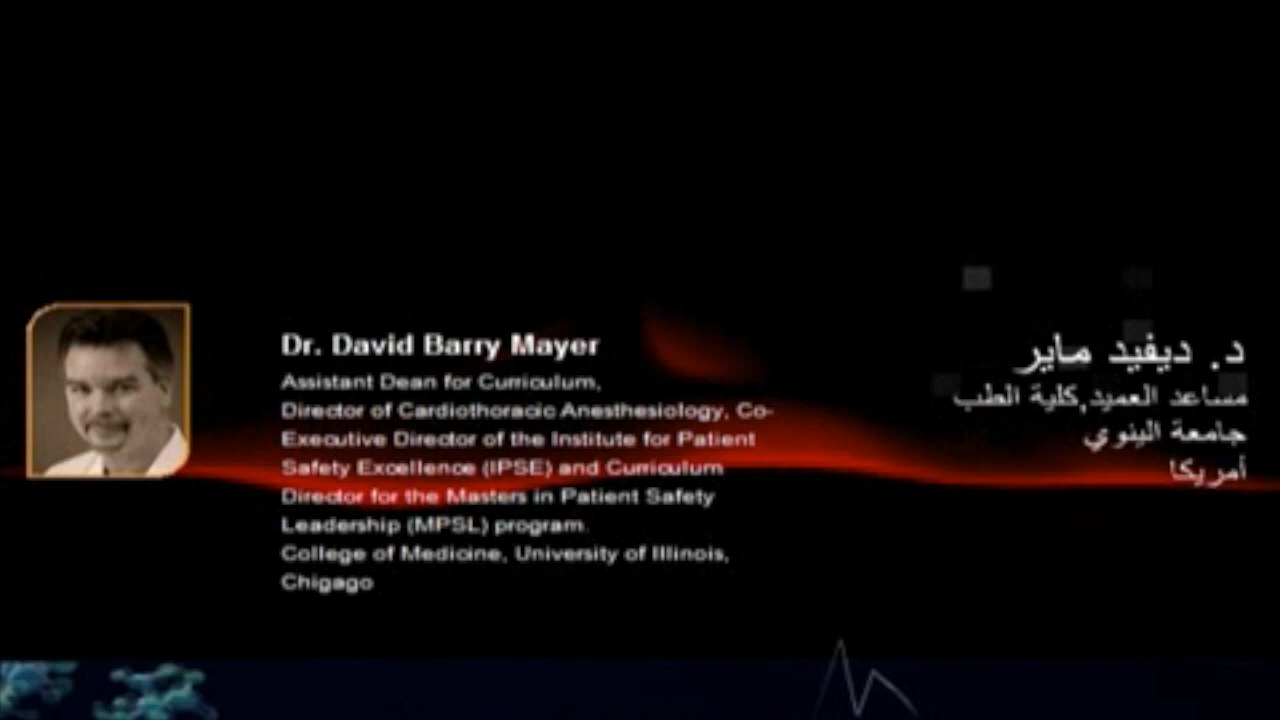 Dr. David Barry Mayer
Assistant Dean for Curriculum,
Director of Cardiothoracic Anesthesiology, Co-
Executive Director of the Institute for Patient
Safety Excellence (IPSE) and Curriculum
Director for the Masters in Patient Safety
Leadership (MPSL) program.
College of Medicine, University of Illinois,
Chigago
د. ديفيد ماير
مساعد العميد,كلية الطب
جامعة الينوي
أمريكا